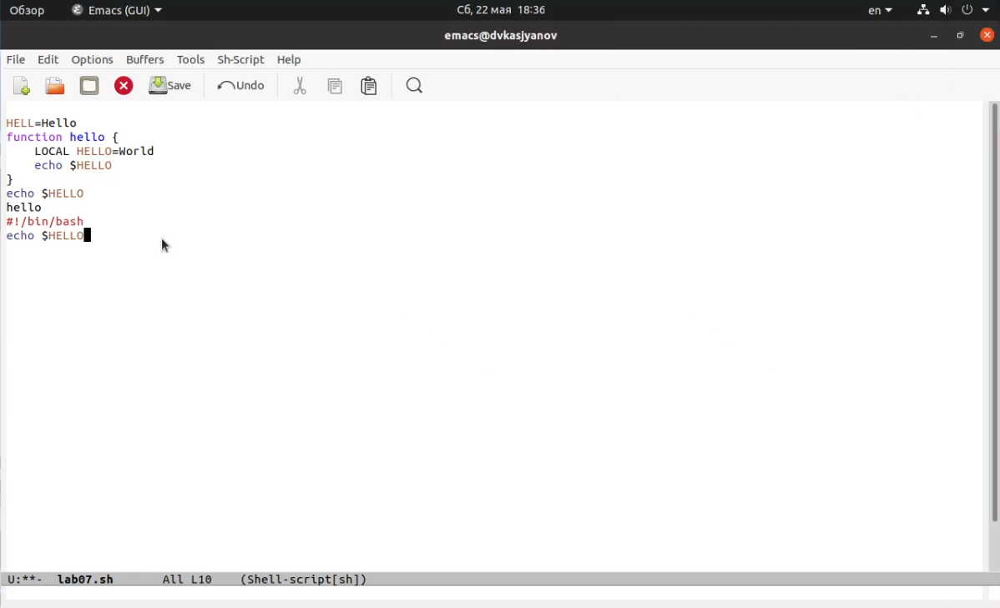 Обзор Emacs (GUI) Сб, 22 мая 18:36 en
emacs@dvkasjyanov
File Edit Options Buffers Tools Sh-Script Help
Save Undo
HELL=Hello
function hello {
    LOCAL HELLO=World
    echo $HELLO
}
echo $HELLO
hello
#!/bin/bash
echo $HELLO
U:**-  lab07.sh       All L10    (Shell-script[sh])